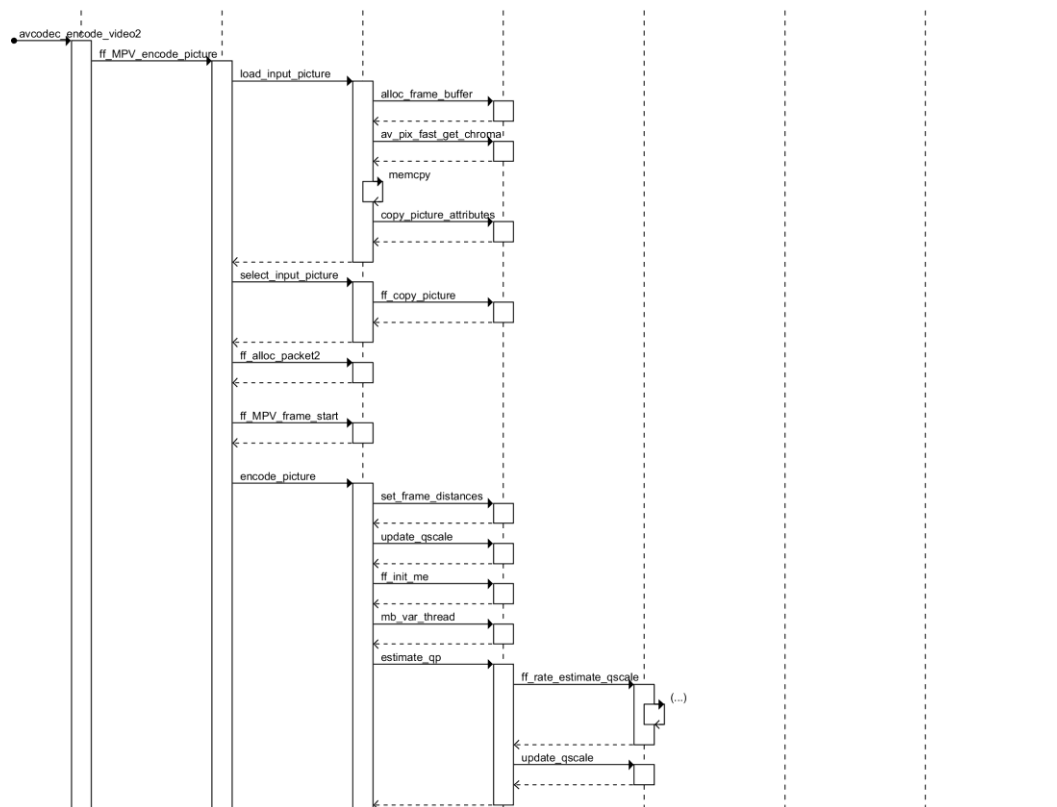 avcodec_encode_video2
ff_MPV_encode_picture
load_input_picture
alloc_frame_buffer
av_pix_fast_get_chroma
memcpy
copy_picture_attributes
select_input_picture
ff_copy_picture
ff_alloc_packet2
ff_MPV_frame_start
encode_picture
set_frame_distances
update_qscale
ff_init_me
mb_var_thread
estimate_qp
ff_rate_estimate_qscale
(...)
update_qscale